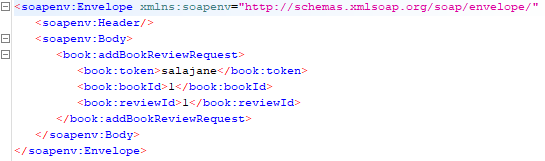 <soapenv:Envelope xmlns:soapenv="http://schemas.xmlsoap.org/soap/envelope/"
<soapenv:Header/>
<soapenv:Body>
<book:addBookReviewRequest>
<book:token>salajane</book:token>
<book:bookId>1</book:bookId>
<book:reviewId>1</book:reviewId>
</book:addBookReviewRequest>
</soapenv:Body>
</soapenv:Envelope>